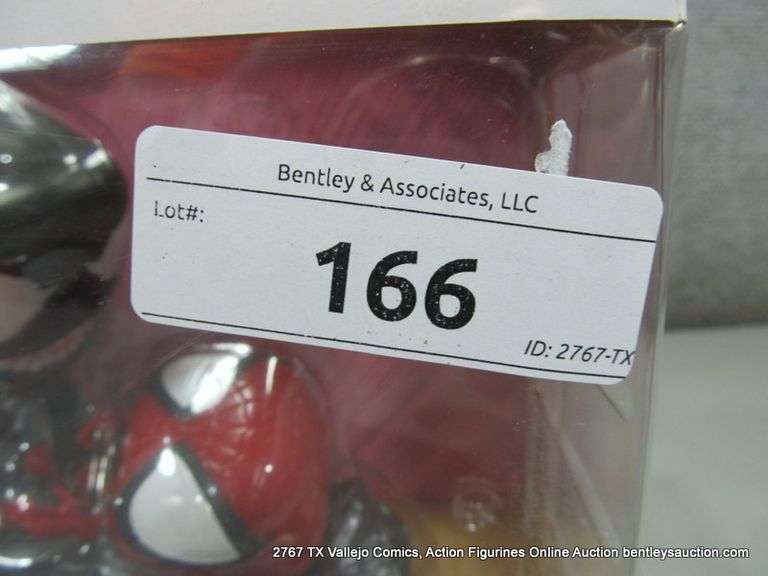 Bentley & Associates, LLC
Lot#:
166
ID: 2767-TX
2767 TX Vallejo Comics, Action Figurines Online Auction bentleysauction.com